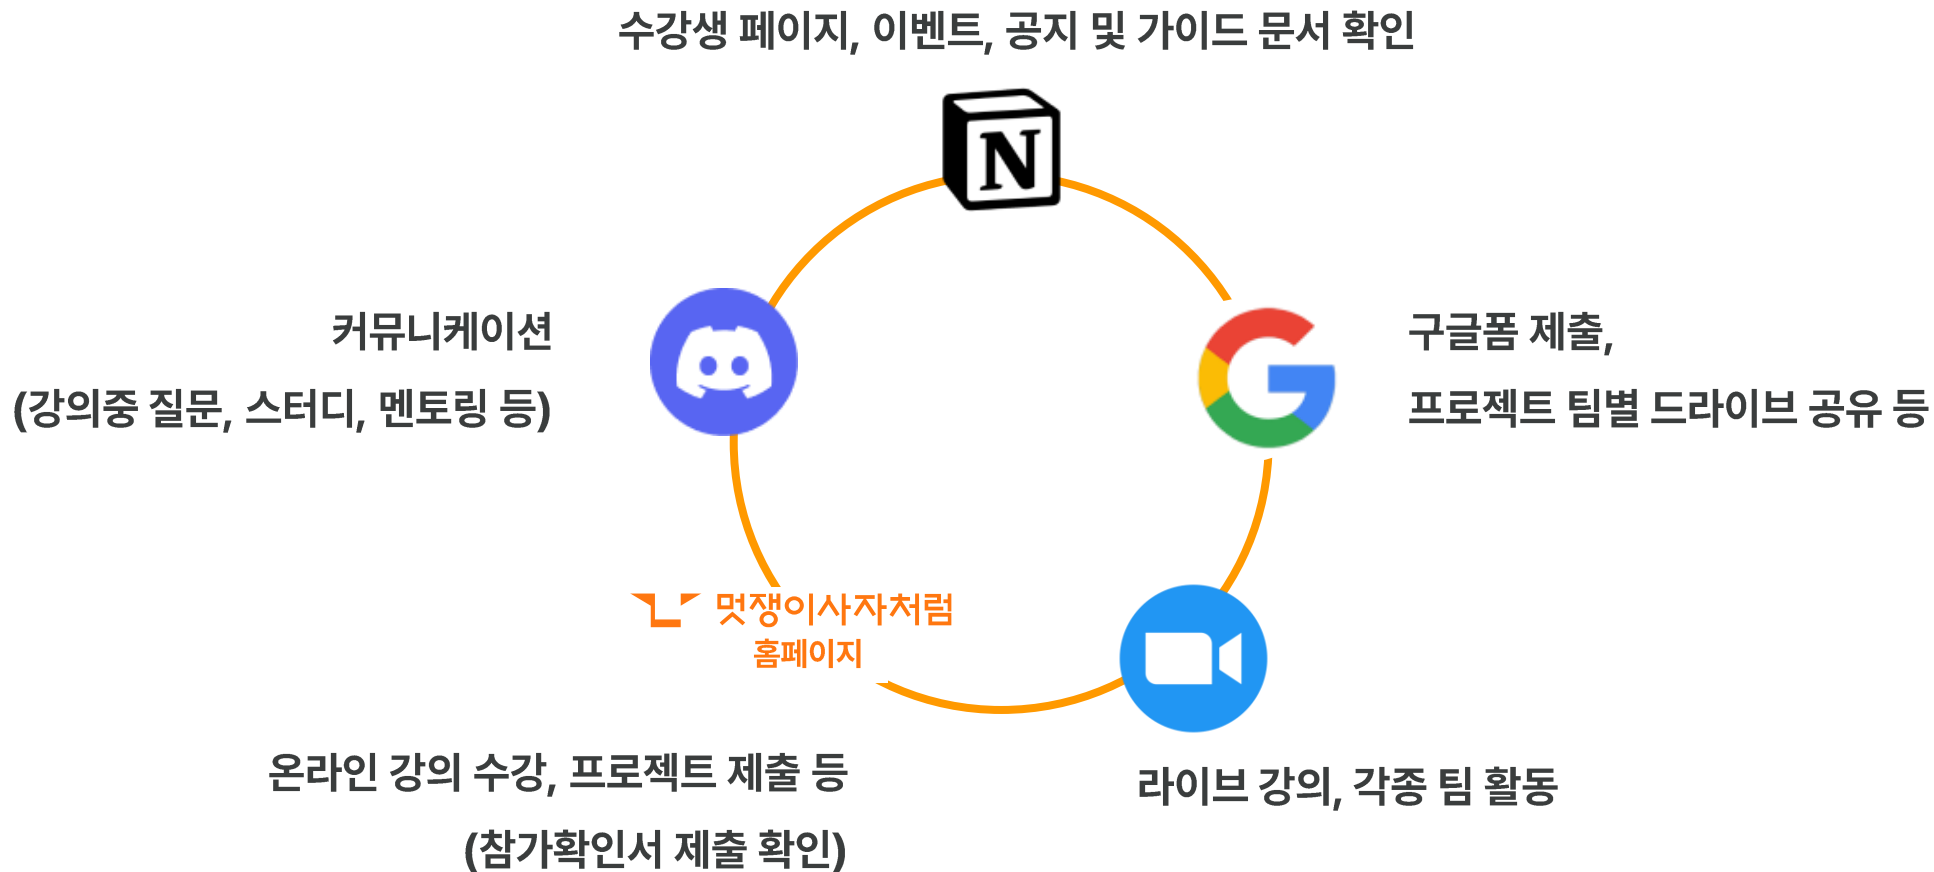 수강생 페이지, 이벤트, 공지 및 가이드 문서 확인
N
커뮤니케이션
(강의중 질문, 스터디, 멘토링 등)
구글폼 제출,
프로젝트 팀별 드라이브 공유 등
멋쟁이사자처럼
홈페이지
온라인 강의 수강, 프로젝트 제출 등
(참가확인서 제출 확인)
라이브 강의, 각종 팀 활동